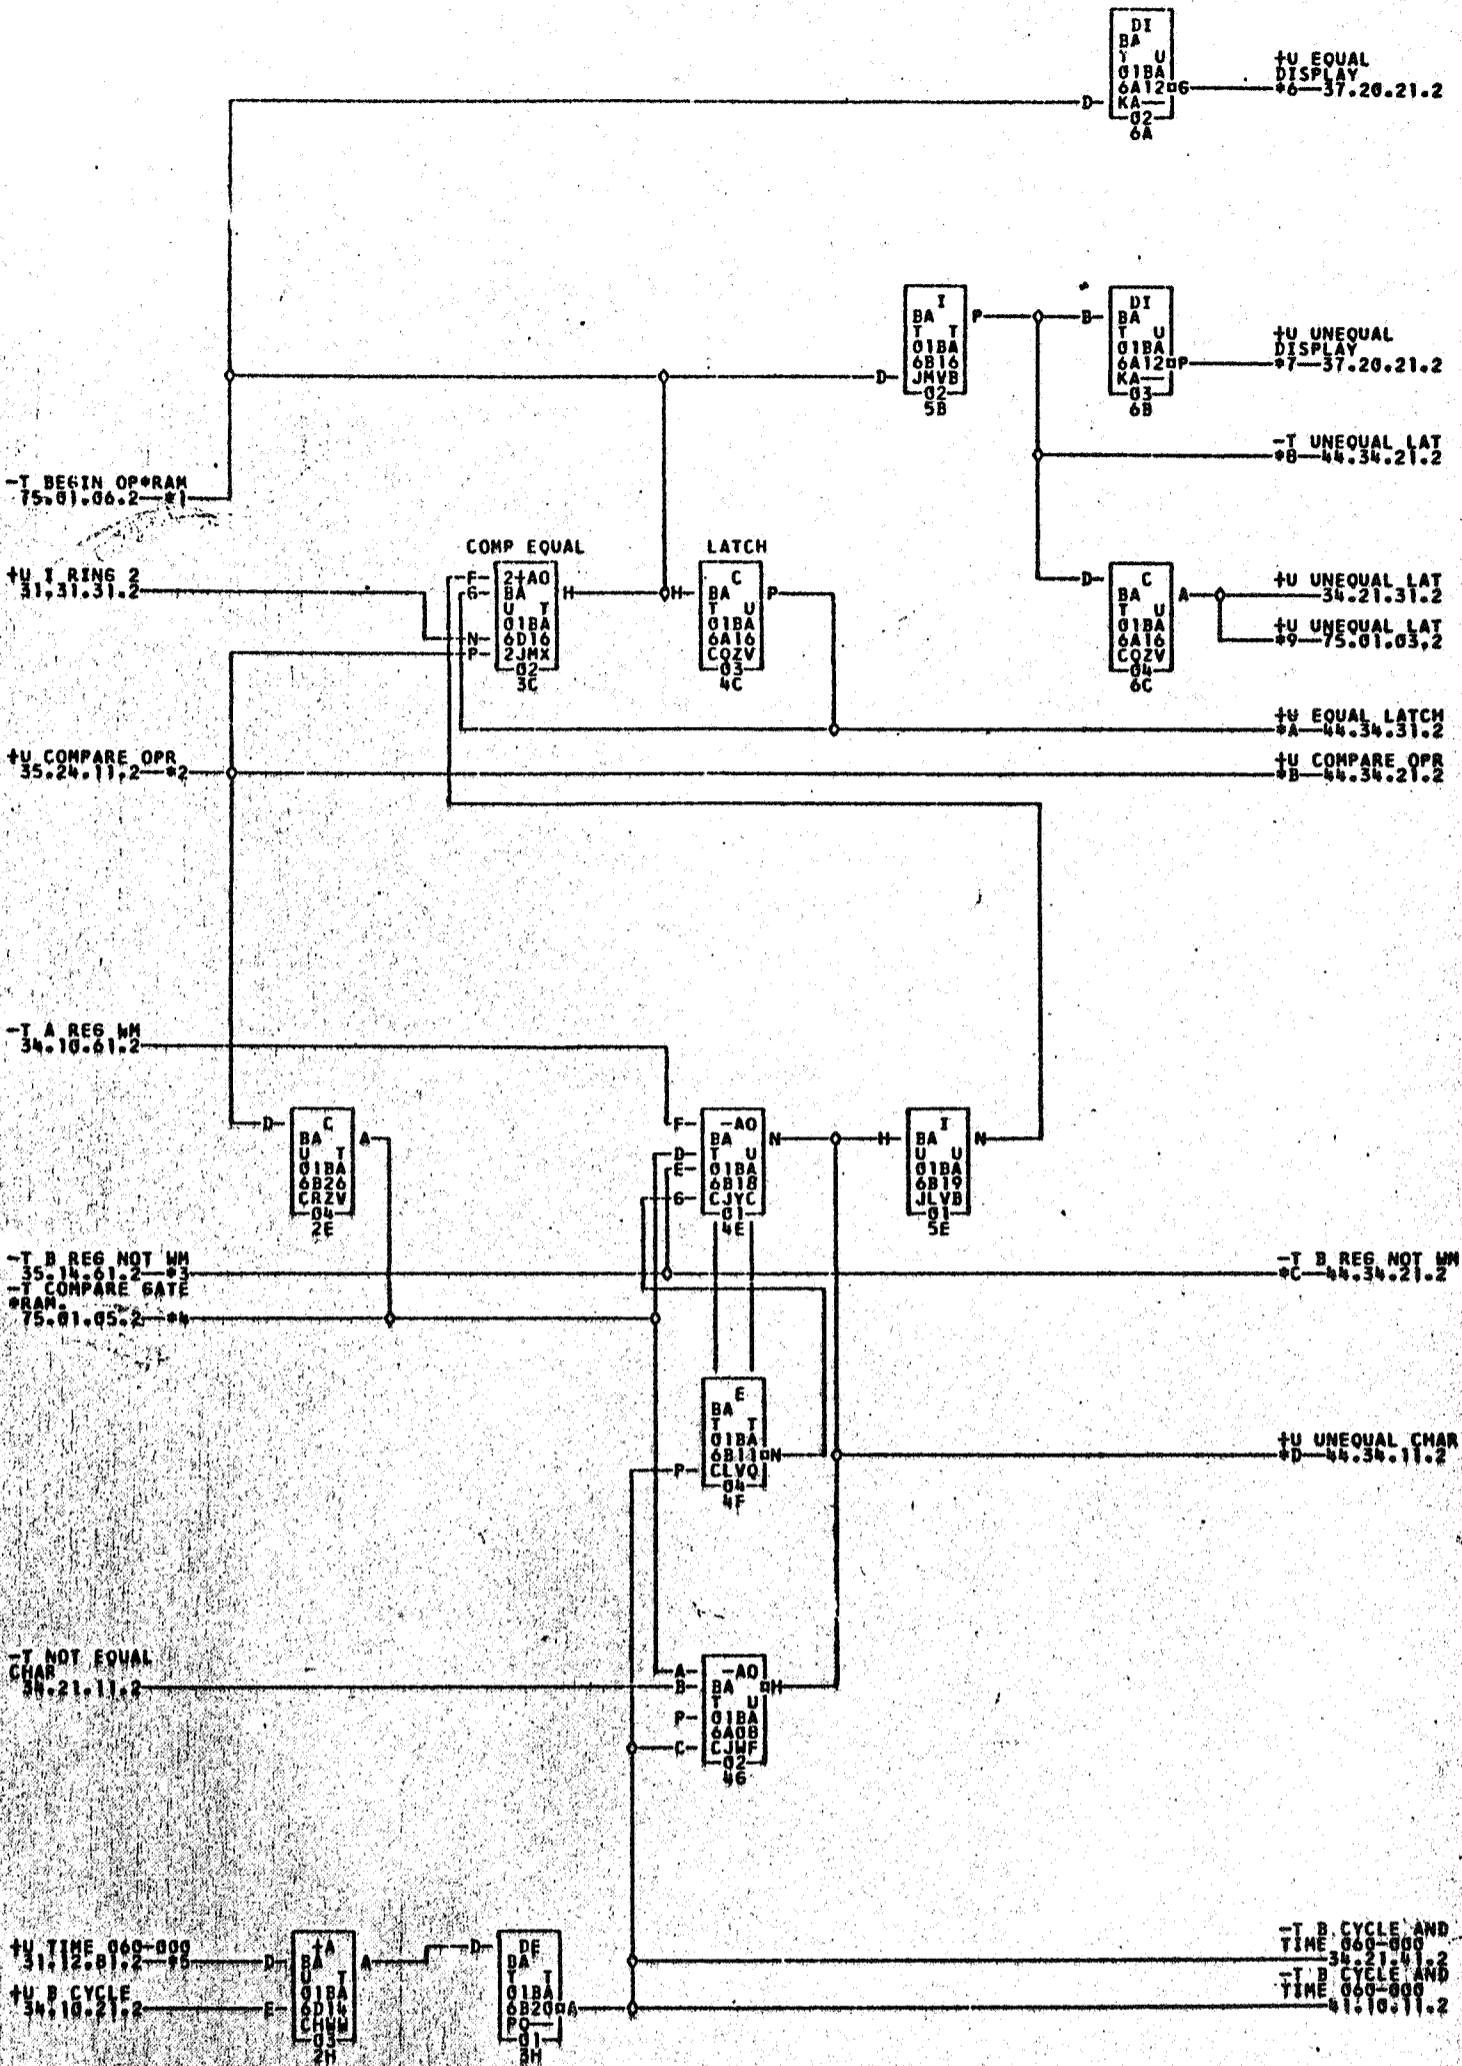 DI
BA
T U
01BA
6A12 G
D KA—
02
6A
+U EQUAL
DISPLAY
*6—37.20.21.2
I
BA P
T T
01BA
6B16
D JMVB
02
5B
DI
B BA
T U
01BA
6A12 P
KA—
03
6B
+U UNEQUAL
DISPLAY
*7—37.20.21.2
-T UNEQUAL LAT
*8—44.34.21.2
-T BEGIN OP*RAM
75.01.06.2—*1
+U I RING 2
31.31.31.2
COMP EQUAL
F 2+AO
G BA H
U T
01BA
N 6D16
P 2JMX
02
3C
LATCH
C
H BA P
T U
01BA
6A16
CQZV
03
4C
C
D BA A
T U
01BA
6A16
CQZV
04
6C
+U UNEQUAL LAT
34.21.31.2
+U UNEQUAL LAT
*9—75.01.03.2
+U EQUAL LATCH
*A—44.34.31.2
+U COMPARE OPR
35.24.11.2—*2
+U COMPARE OPR
*B—44.34.21.2
-T A REG WM
34.10.61.2
C
D BA A
U T
01BA
6B26
CRZV
04
2E
F -AO
BA N
D T U
E 01BA
6B18
G CJYC
01
4E
I
H BA N
U U
01BA
6B19
JLVB
01
5E
-T B REG NOT WM
35.14.61.2—*3
-T COMPARE GATE
*RAM.
75.01.05.2—*4
-T B REG NOT WM
*C—44.34.21.2
E
BA
T T
01BA
6B11 N
P CLVQ
04
4F
+U UNEQUAL CHAR
*D—44.34.11.2
-T NOT EQUAL
CHAR
34.21.11.2
A -AO
B BA H
T U
P 01BA
6A08
C CJWF
02
4G
+U TIME 060-000
31.12.81.2—*5
+U B CYCLE
34.10.21.2
+A
D BA A
U T
01BA
E 6D14
03
2H
DE
D BA
T T
01BA
6B20 A
01
3H
-T B CYCLE AND
TIME 060-000
34.21.41.2
-T B CYCLE AND
TIME 060-000
41.10.11.2